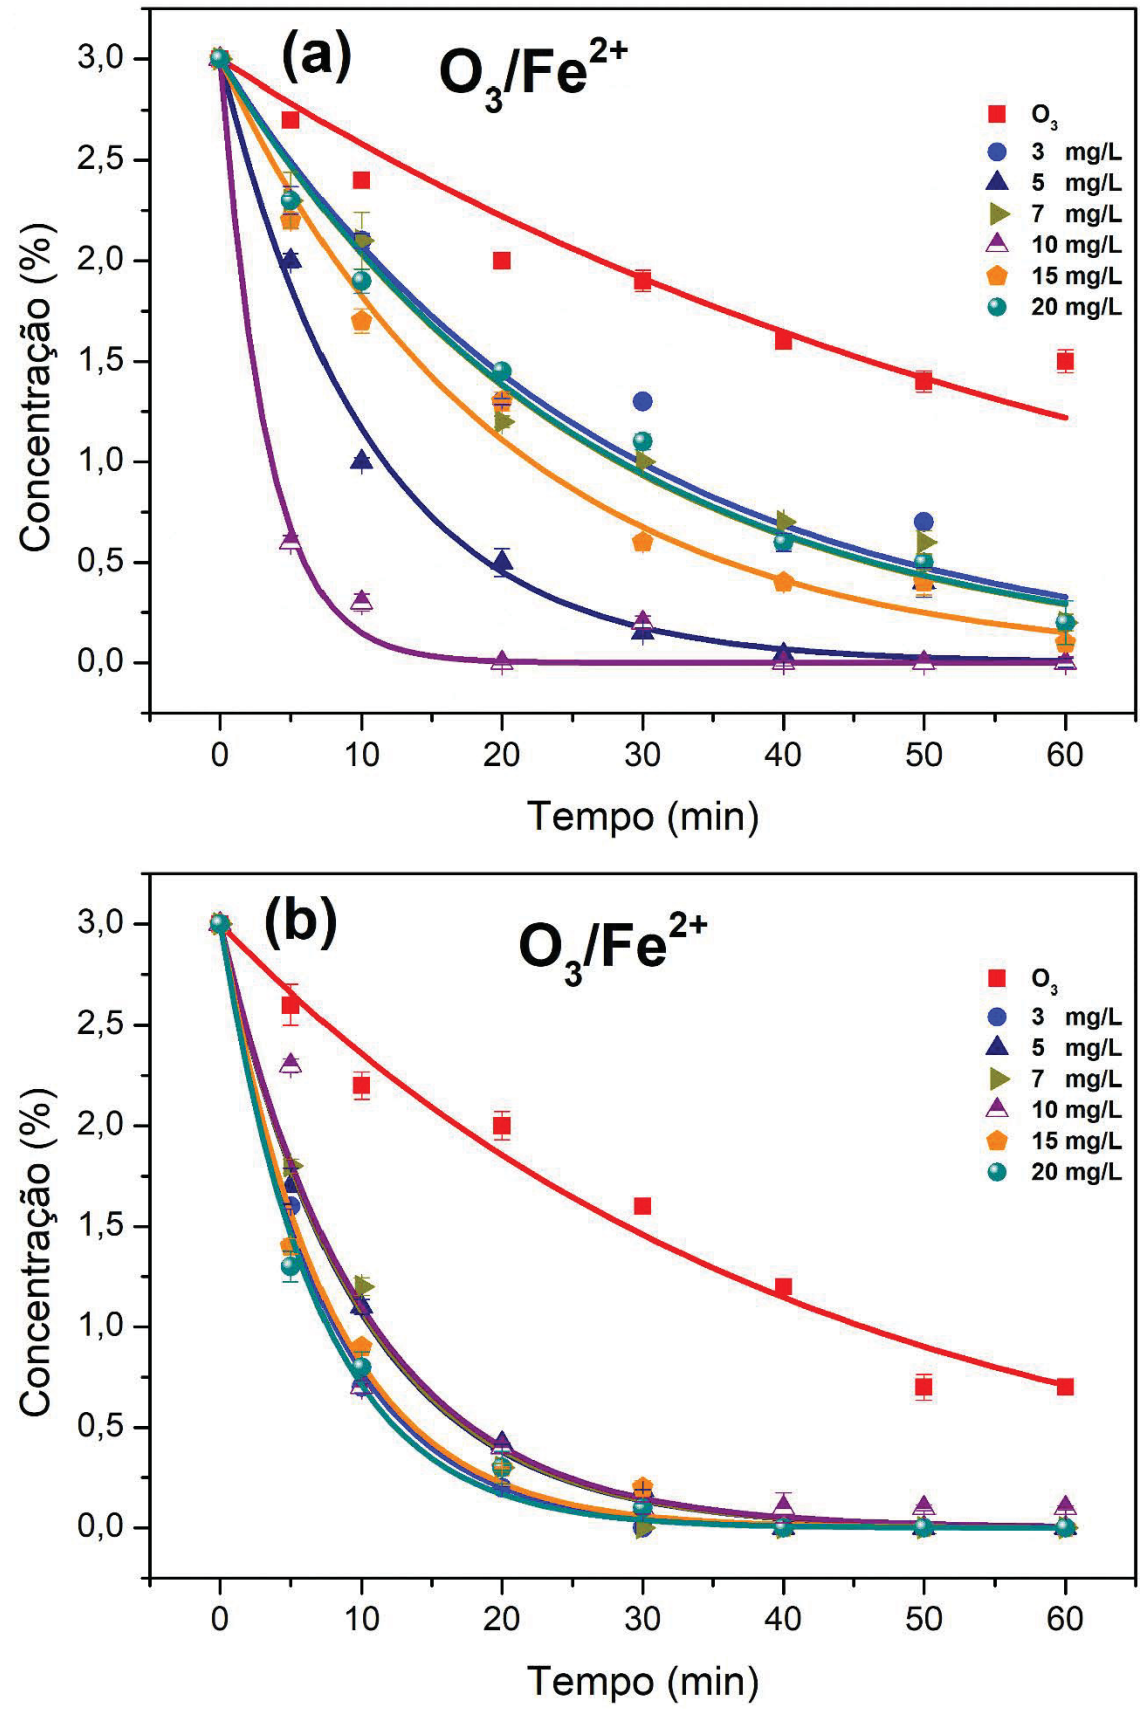 (a)
O3/Fe2+
3,0
2,5
2,0
1,5
1,0
0,5
0,0
Concentração (%)
O3
3 mg/L
5 mg/L
7 mg/L
10 mg/L
15 mg/L
20 mg/L
0 10 20 30 40 50 60
Tempo (min)
(b)
O3/Fe2+
3,0
2,5
2,0
1,5
1,0
0,5
0,0
Concentração (%)
O3
3 mg/L
5 mg/L
7 mg/L
10 mg/L
15 mg/L
20 mg/L
0 10 20 30 40 50 60
Tempo (min)